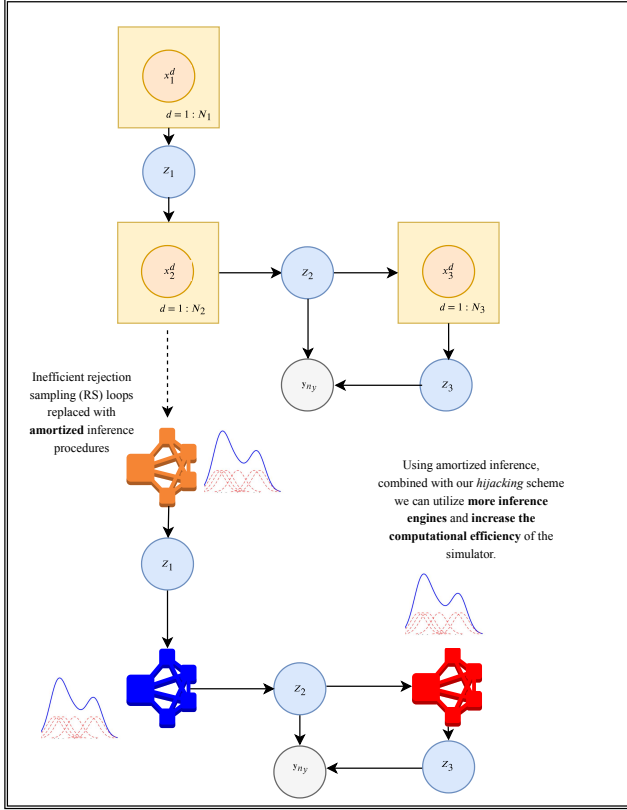 x_1^d
d = 1 : N_1
Z_1
x_2^d
d = 1 : N_2
Z_2
x_3^d
d = 1 : N_3
y_{n_y}
Z_3
Inefficient rejection
sampling (RS) loops
replaced with
amortized inference
procedures
Using amortized inference,
combined with our hijacking scheme
we can utilize more inference
engines and increase the
computational efficiency of the
simulator.
Z_1
Z_2
y_{n_y}
Z_3